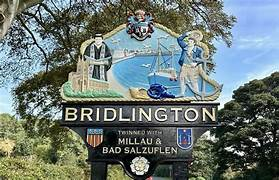 BRIDLINGTON
TWINNED WITH
MILLAU &
BAD SALZUFLEN